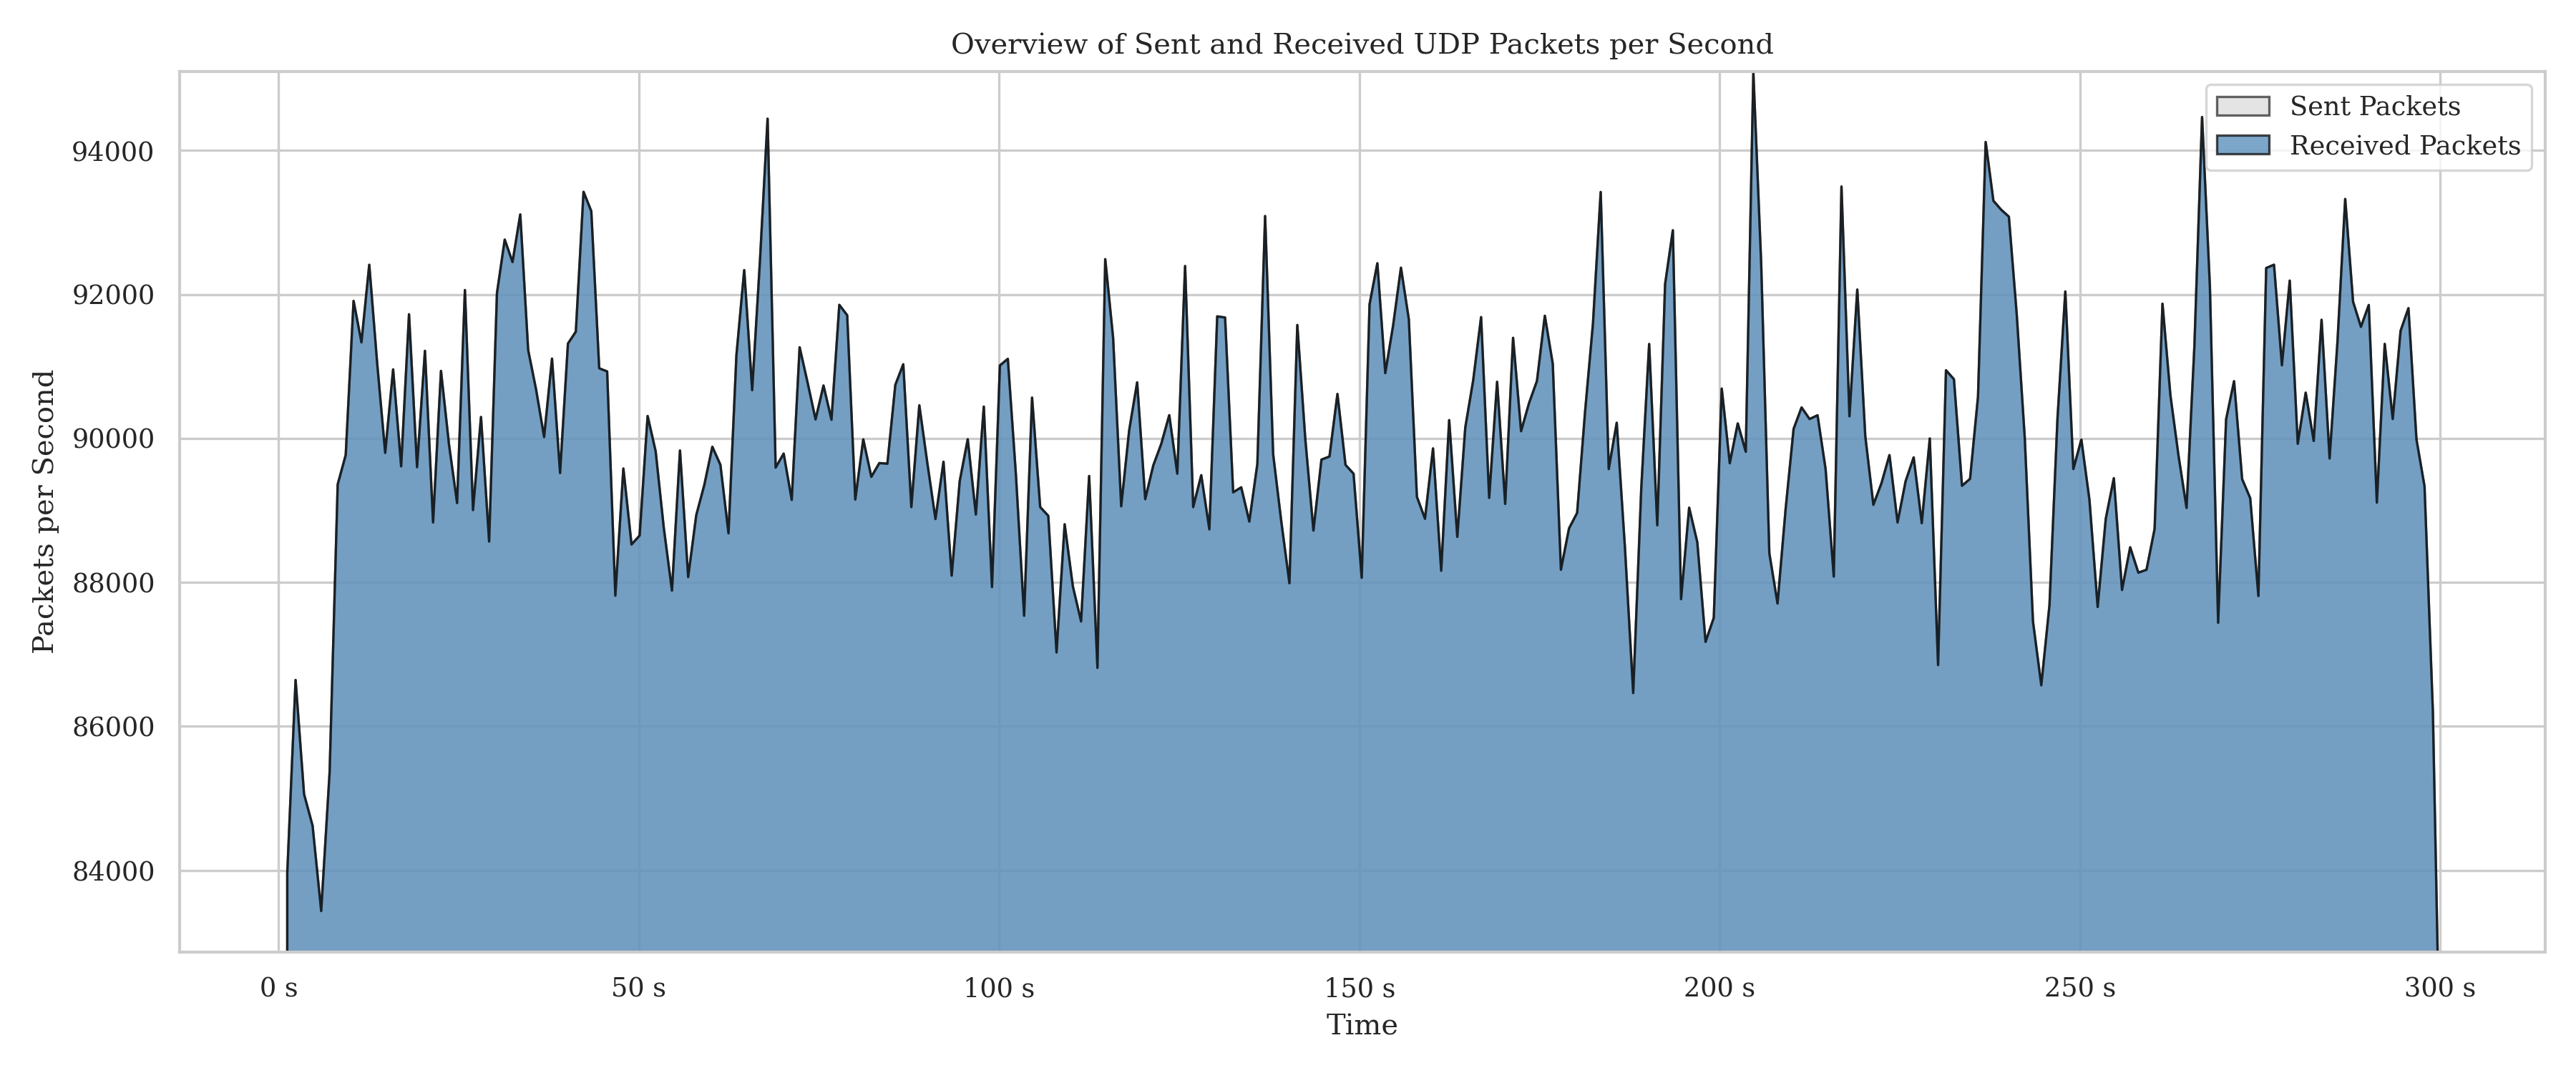 Overview of Sent and Received UDP Packets per Second
Sent Packets
Received Packets
94000
92000
90000
88000
86000
84000
Packets per Second
0 s 50 s 100 s 150 s 200 s 250 s 300 s
Time